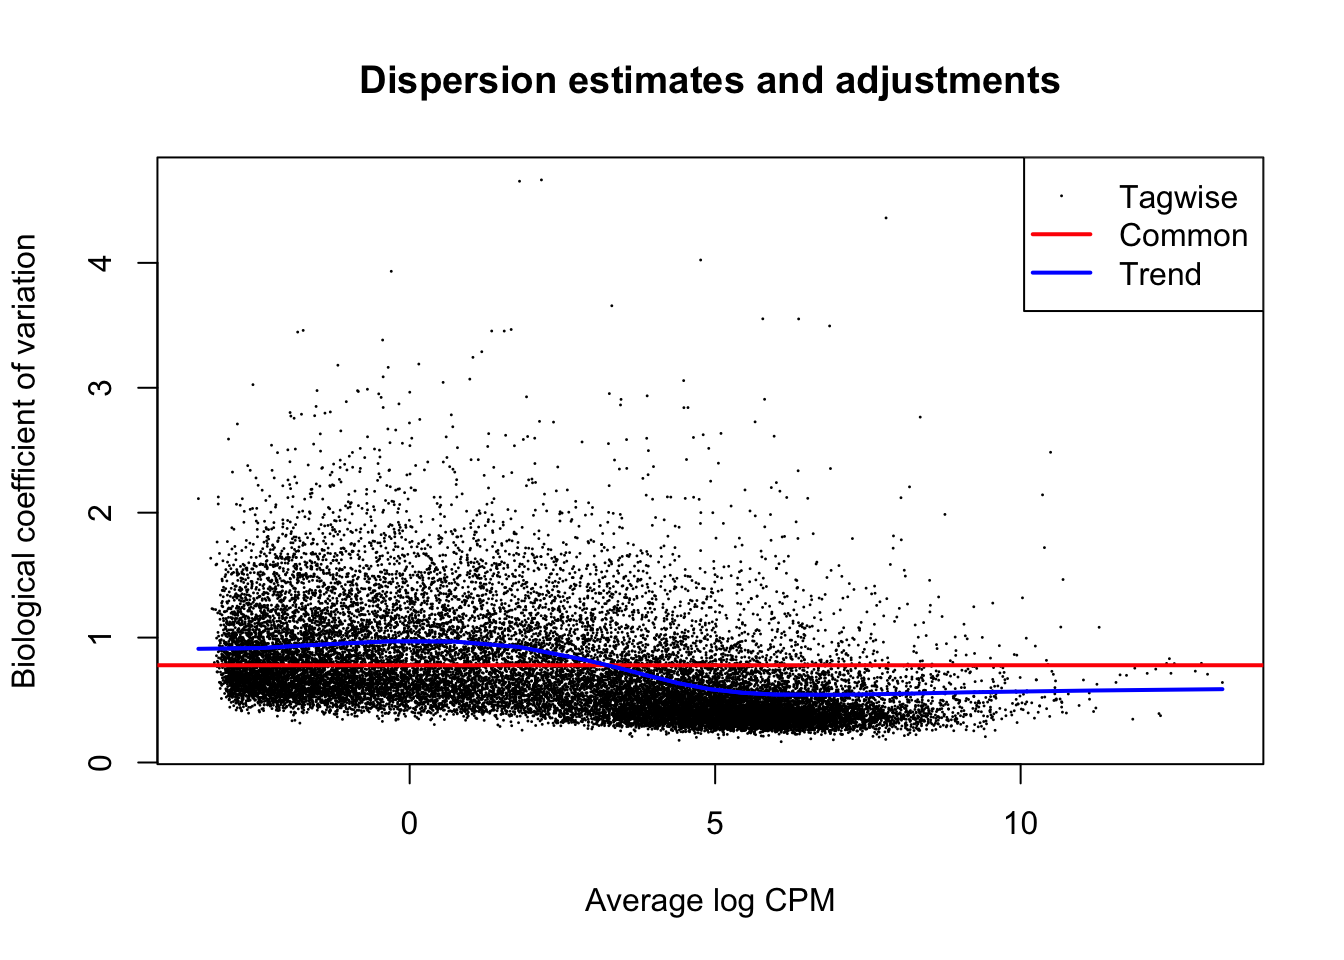 Dispersion estimates and adjustments
Tagwise
Common
Trend
Biological coefficient of variation
4
3
2
1
0
0 5 10
Average log CPM